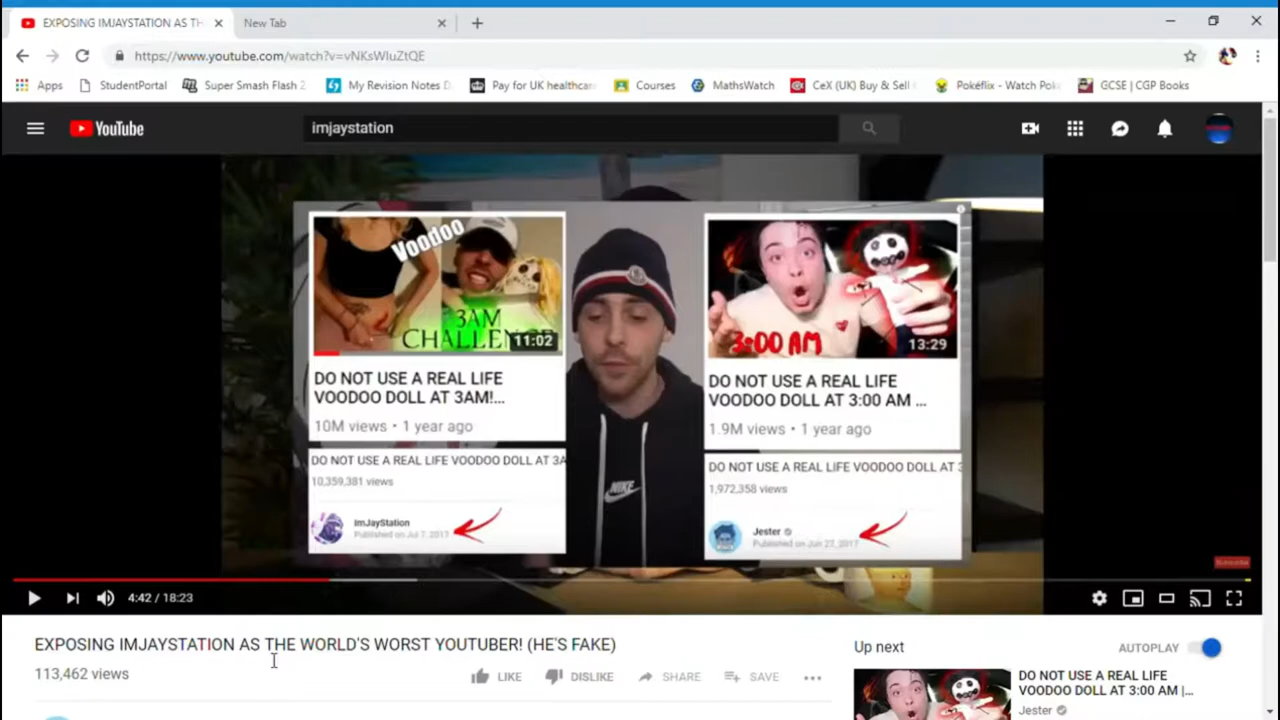 EXPOSING IMJAYSTATION AS TH
New Tab
https://www.youtube.com/watch?v=vNKsWIuZtQE
Apps
StudentPortal
Super Smash Flash 2
My Revision Notes D
Pay for UK healthcar
Courses
MathsWatch
CeX (UK) Buy & Sell
Pokéflix - Watch Pok
GCSE | CGP Books
YouTube
imjaystation
Voodoo
3AM
CHALLENGE
11:02
DO NOT USE A REAL LIFE
VOODOO DOLL AT 3AM!...
10M views • 1 year ago
DO NOT USE A REAL LIFE VOODOO DOLL AT 3A
10,359,381 views
ImJayStation
Published on Jul 7, 2017
NIKE
3:00 AM
13:29
DO NOT USE A REAL LIFE
VOODOO DOLL AT 3:00 AM ...
1.9M views • 1 year ago
DO NOT USE A REAL LIFE VOODOO DOLL AT 3
1,972,358 views
Jester
Published on Jun 27, 2017
4:42 / 18:23
EXPOSING IMJAYSTATION AS THE WORLD'S WORST YOUTUBER! (HE'S FAKE)
113,462 views
LIKE
DISLIKE
SHARE
SAVE
Up next
AUTOPLAY
DO NOT USE A REAL LIFE
VOODOO DOLL AT 3:00 AM |...
Jester